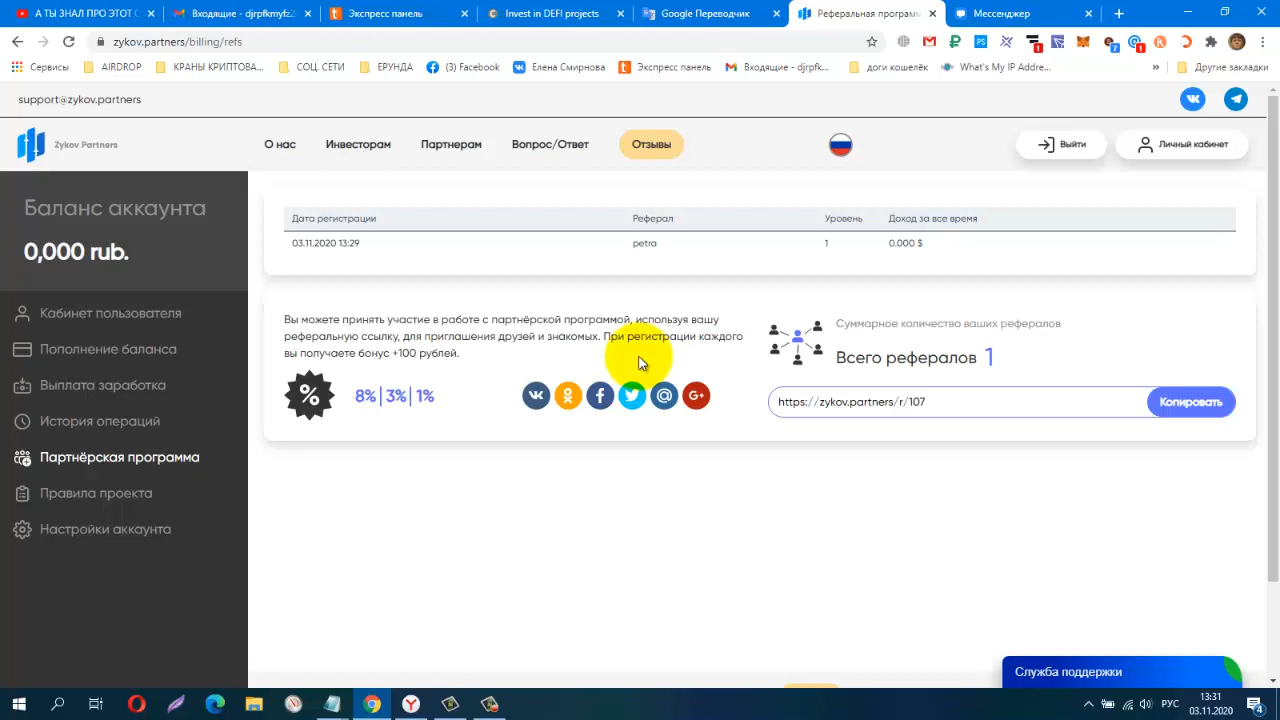 А ТЫ ЗНАЛ ПРО ЭТОТ С
Входящие - djrpfkmyfz2
Экспресс панель
Invest in DEFI projects
Google Переводчик
Реферальная програм
Мессенджер
zykov.partners/billing/refs
Сервисы
AIRDROP
КРАНЫ КРИПТОВА...
СОЦ. СЕТИ
ЕРУНДА
(3) Facebook
Елена Смирнова
Экспресс панель
Входящие - djrpfk...
доги кошелёк
What's My IP Addre...
»
Другие закладки
support@zykov.partners
Zykov Partners
О нас
Инвесторам
Партнерам
Вопрос/Ответ
Отзывы
Выйти
Личный кабинет
Баланс аккаунта
0,000 rub.
Кабинет пользователя
Пополнение баланса
Выплата заработка
История операций
Партнёрская программа
Правила проекта
Настройки аккаунта
Дата регистрации Реферал Уровень Доход за все время
03.11.2020 13:29 petra 1 0.000 $
Вы можете принять участие в работе с партнёрской программой, используя вашу
реферальную ссылку, для приглашения друзей и знакомых. При регистрации каждого
вы получаете бонус +100 рублей.
8%|3%|1%
Суммарное количество ваших рефералов
Всего рефералов 1
https://zykov.partners/r/107
Копировать
Служба поддержки
РУС
13:31
03.11.2020
4